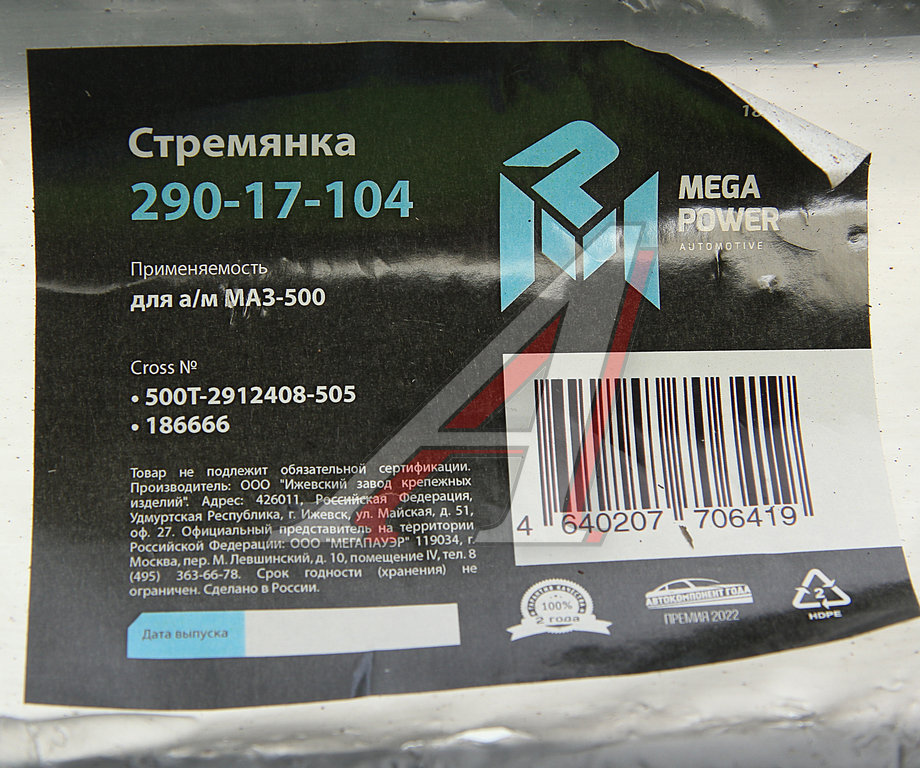 Стремянка
290-17-104
18
MEGA
POWER
AUTOMOTIVE
Применяемость
для а/м МАЗ-500
Cross №
• 500Т-2912408-505
• 186666
Товар не подлежит обязательной сертификации.
Производитель: ООО "Ижевский завод крепежных
изделий". Адрес: 426011, Российская Федерация,
Удмуртская Республика, г. Ижевск, ул. Майская, д. 51,
оф. 27. Официальный представитель на территории
Российской Федерации: ООО "МЕГАПАУЭР" 119034, г.
Москва, пер. М. Левшинский, д. 10, помещение IV, тел. 8
(495) 363-66-78. Срок годности (хранения) не
ограничен. Сделано в России.
Дата выпуска
4 640207 706419
ГАРАНТИЯ КАЧЕСТВА
100%
2 года
АВТОКОМПОНЕНТ ГОДА
ПРЕМИЯ 2022
2
HDPE